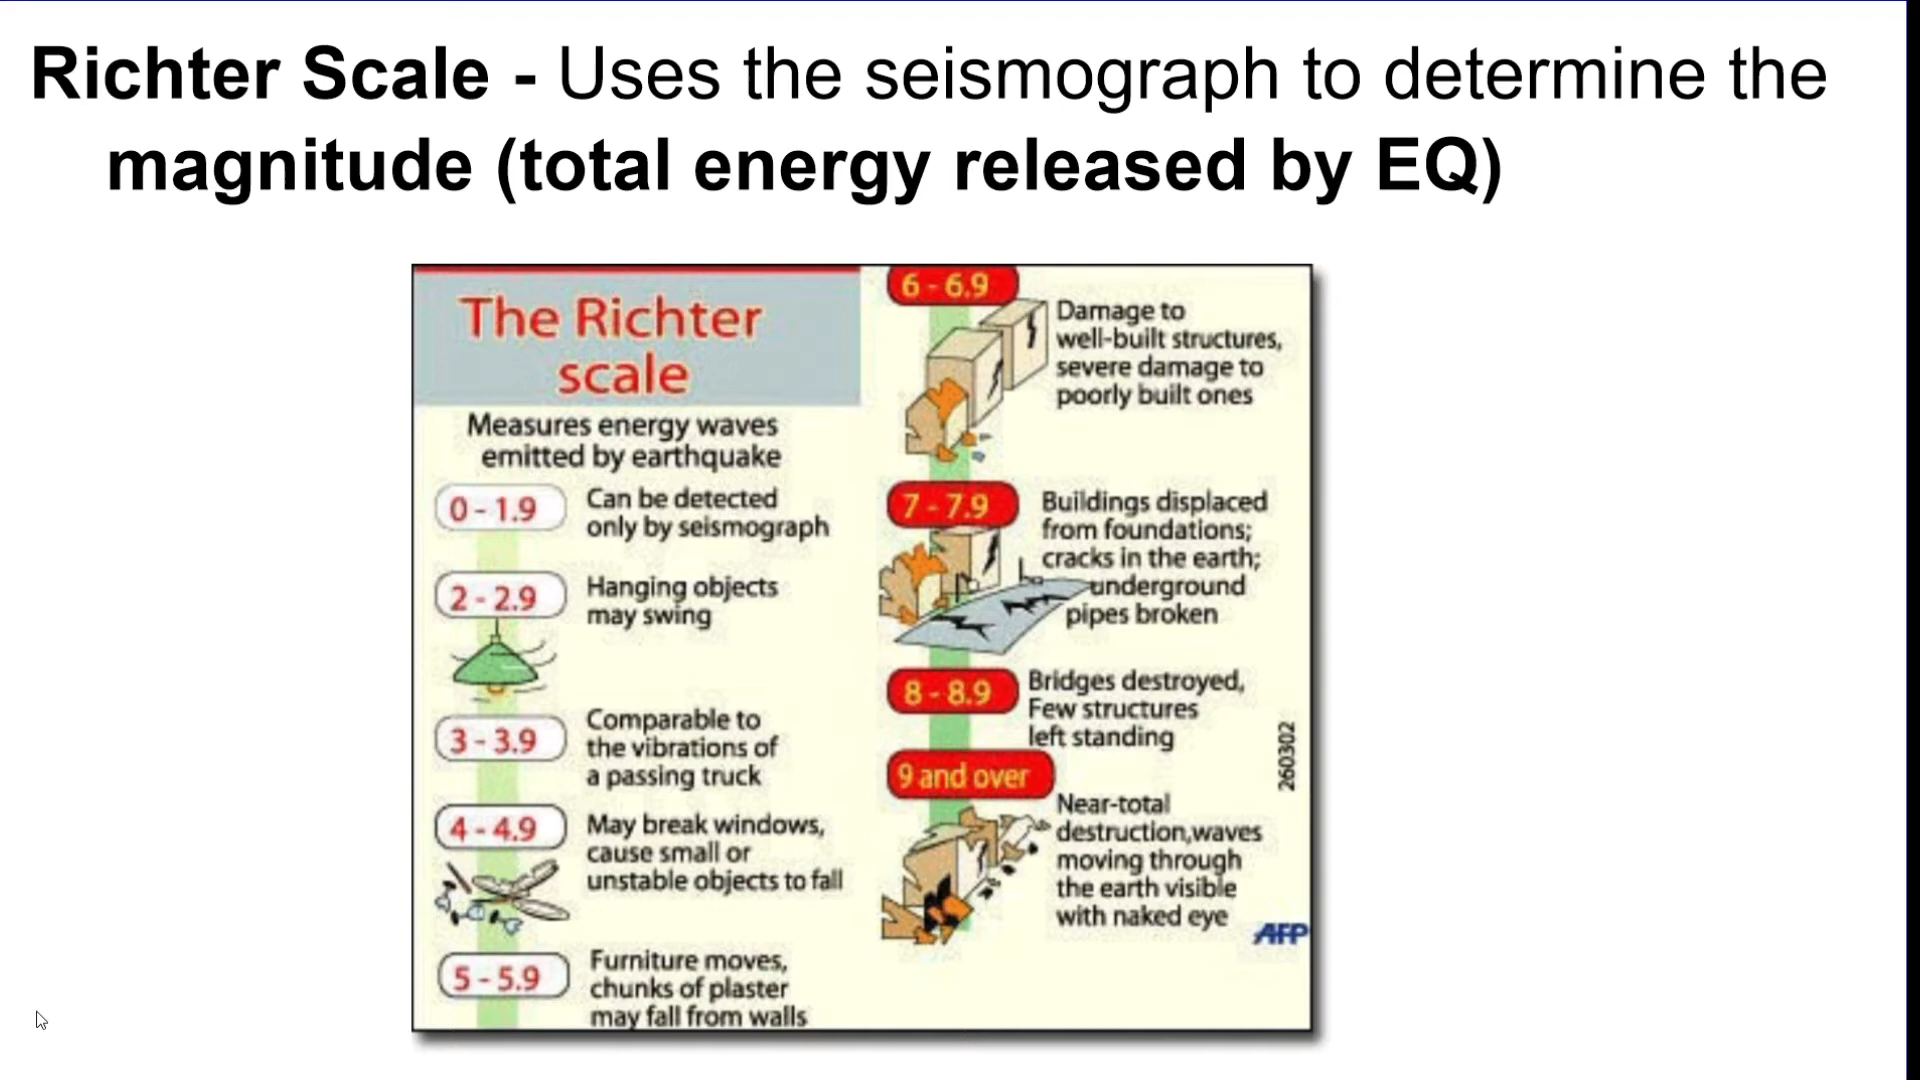 Richter Scale - Uses the seismograph to determine the
magnitude (total energy released by EQ)
The Richter
scale
Measures energy waves
emitted by earthquake
0 - 1.9
Can be detected
only by seismograph
2 - 2.9
Hanging objects
may swing
3 - 3.9
Comparable to
the vibrations of
a passing truck
4 - 4.9
May break windows,
cause small or
unstable objects to fall
5 - 5.9
Furniture moves,
chunks of plaster
may fall from walls
6 - 6.9
Damage to
well-built structures,
severe damage to
poorly built ones
7 - 7.9
Buildings displaced
from foundations;
cracks in the earth;
underground
pipes broken
8 - 8.9
Bridges destroyed,
Few structures
left standing
9 and over
Near-total
destruction,waves
moving through
the earth visible
with naked eye
260302
AFP